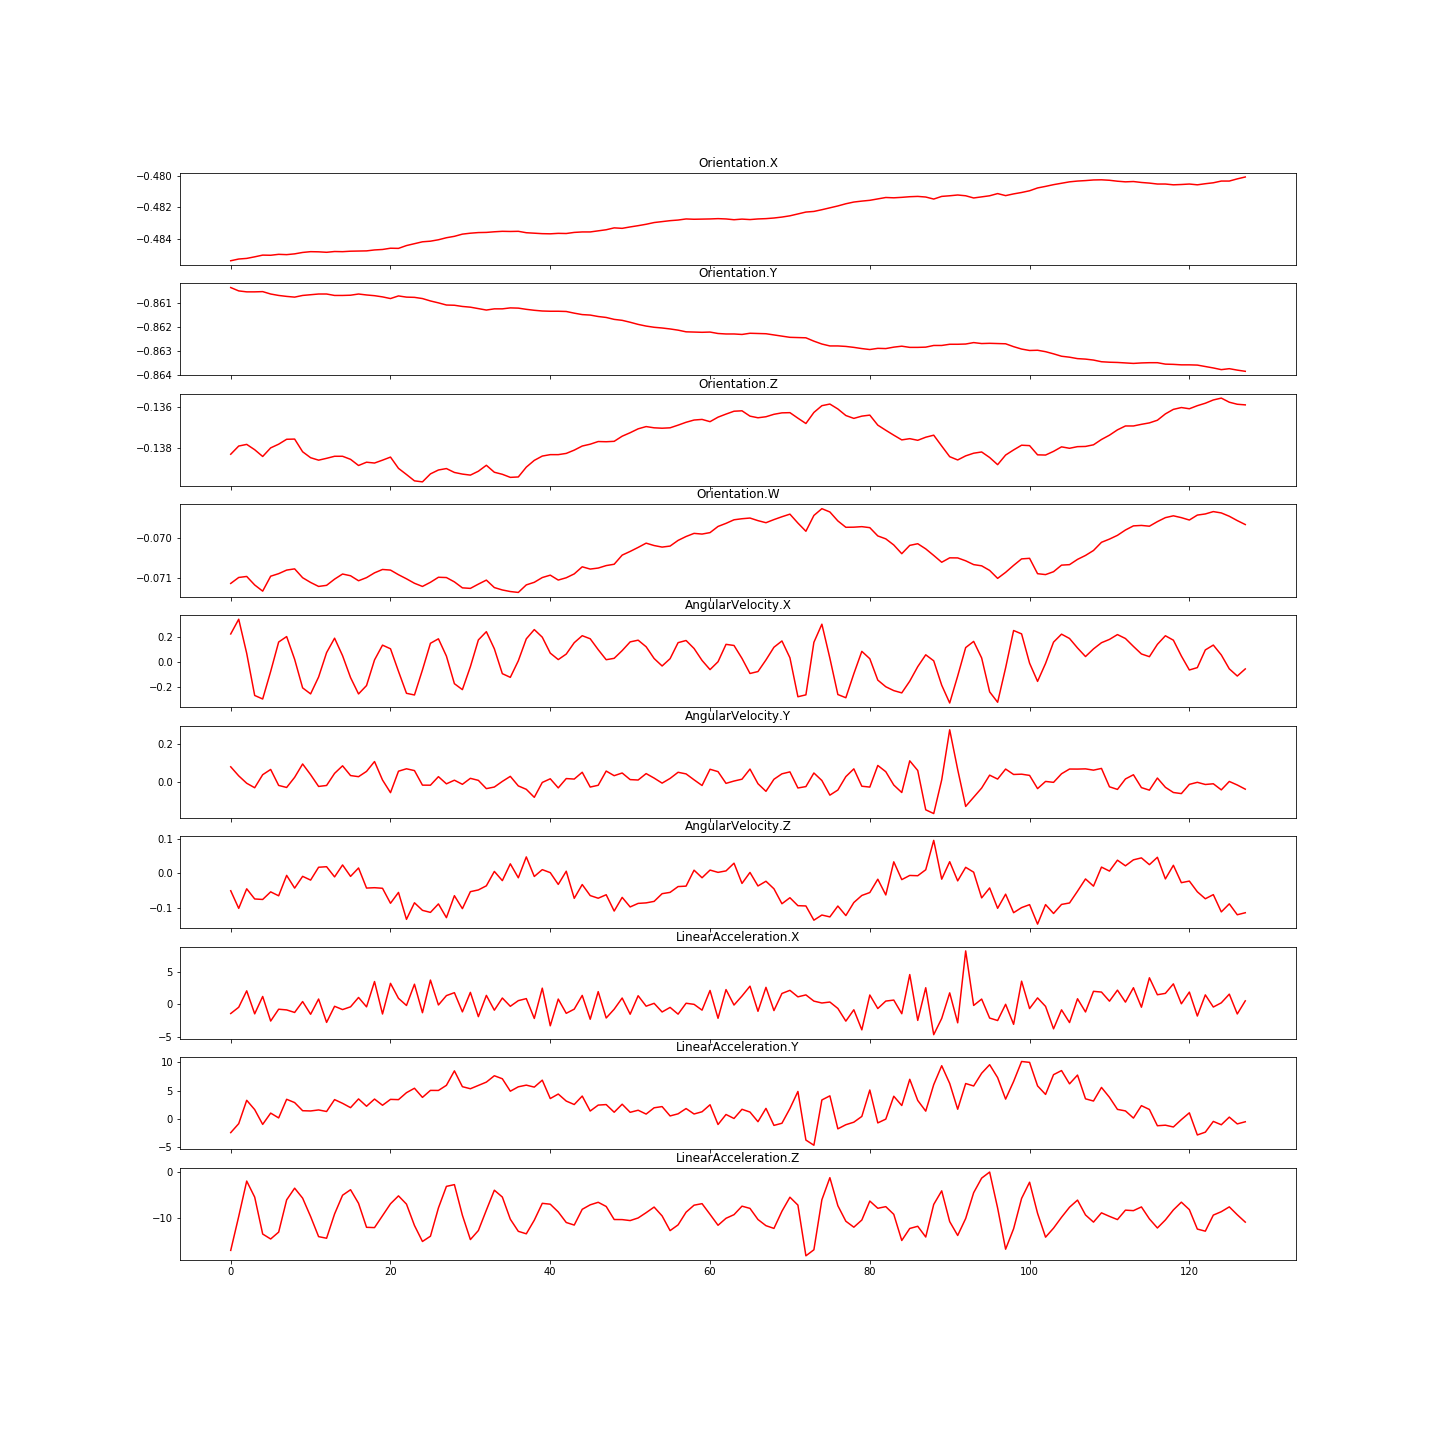 Orientation.X
−0.480
−0.482
−0.484
Orientation.Y
−0.861
−0.862
−0.863
−0.864
Orientation.Z
−0.136
−0.138
Orientation.W
−0.070
−0.071
AngularVelocity.X
0.2
0.0
−0.2
AngularVelocity.Y
0.2
0.0
AngularVelocity.Z
0.1
0.0
−0.1
LinearAcceleration.X
5
0
−5
LinearAcceleration.Y
10
5
0
−5
LinearAcceleration.Z
0
−10
0 20 40 60 80 100 120